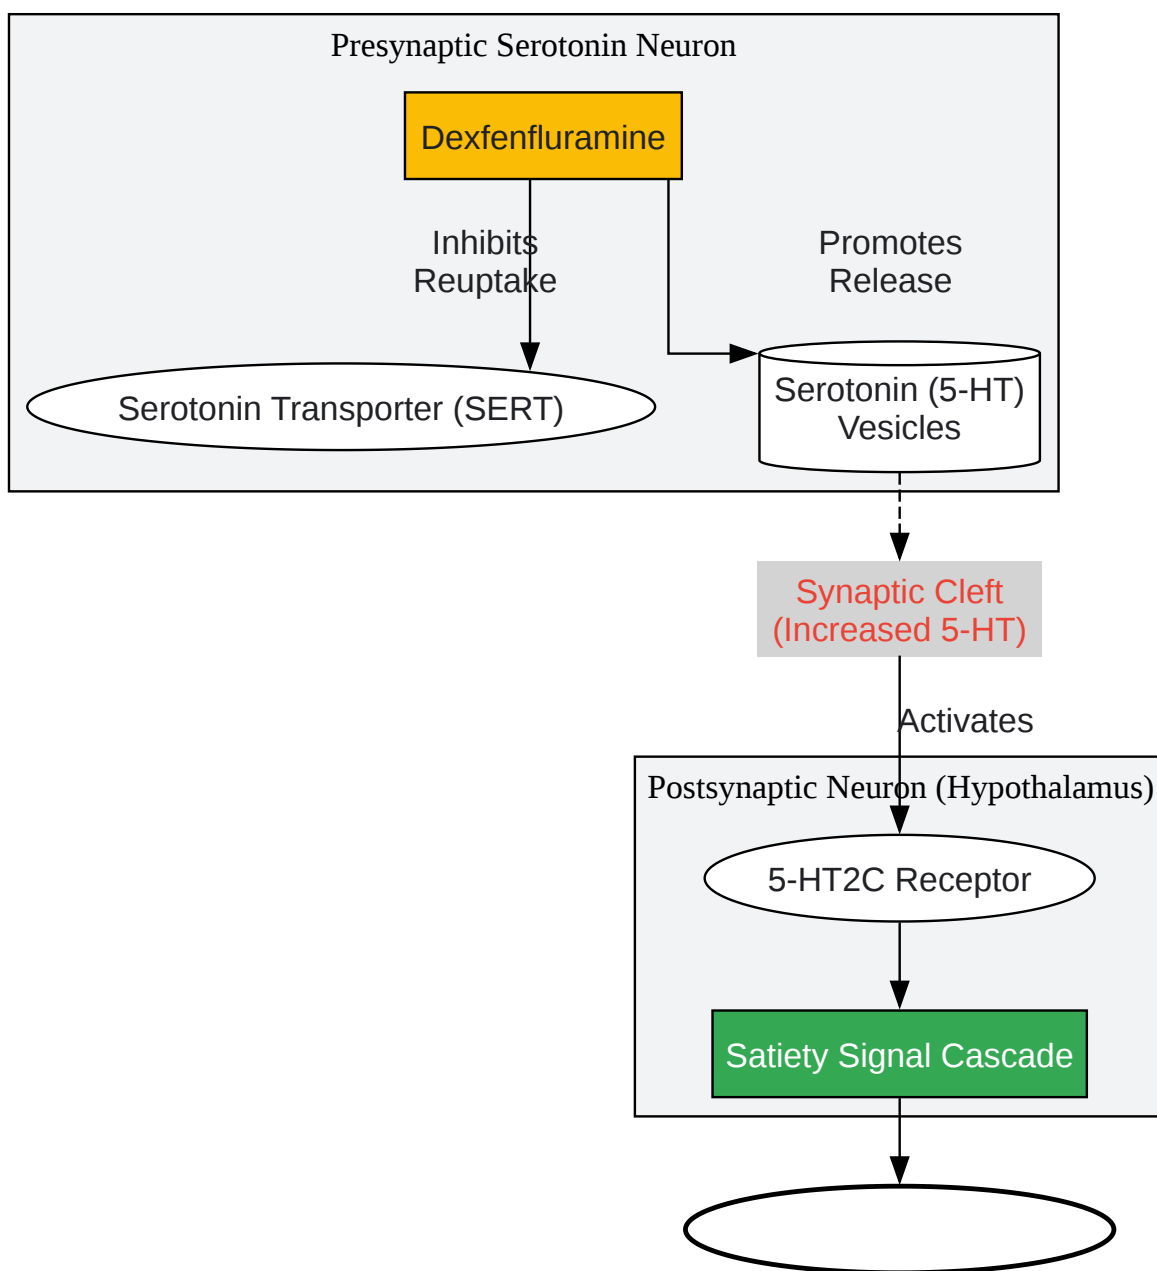 Presynaptic Serotonin Neuron
Dexfenfluramine
Inhibits
Reuptake
Promotes
Release
Serotonin Transporter (SERT)
Serotonin (5-HT)
Vesicles
Synaptic Cleft
(Increased 5-HT)
Activates
Postsynaptic Neuron (Hypothalamus)
5-HT2C Receptor
Satiety Signal Cascade